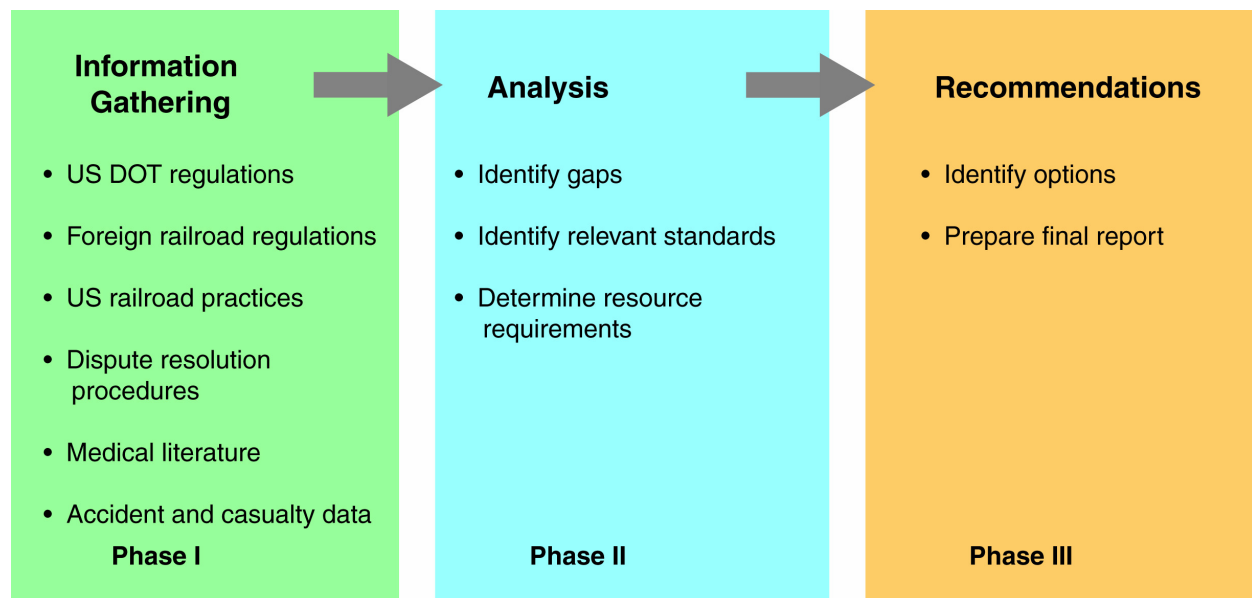 Information
Gathering
• US DOT regulations
• Foreign railroad regulations
• US railroad practices
• Dispute resolution
procedures
• Medical literature
• Accident and casualty data
Phase I
Analysis
• Identify gaps
• Identify relevant standards
• Determine resource
requirements
Phase II
Recommendations
• Identify options
• Prepare final report
Phase III